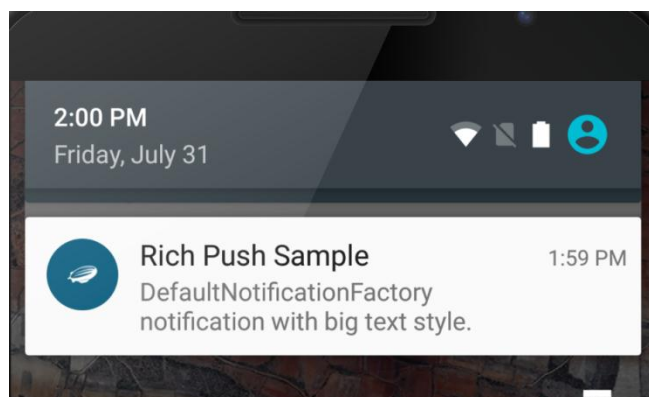 2:00 PM
Friday, July 31
Rich Push Sample
1:59 PM
DefaultNotificationFactory
notification with big text style.